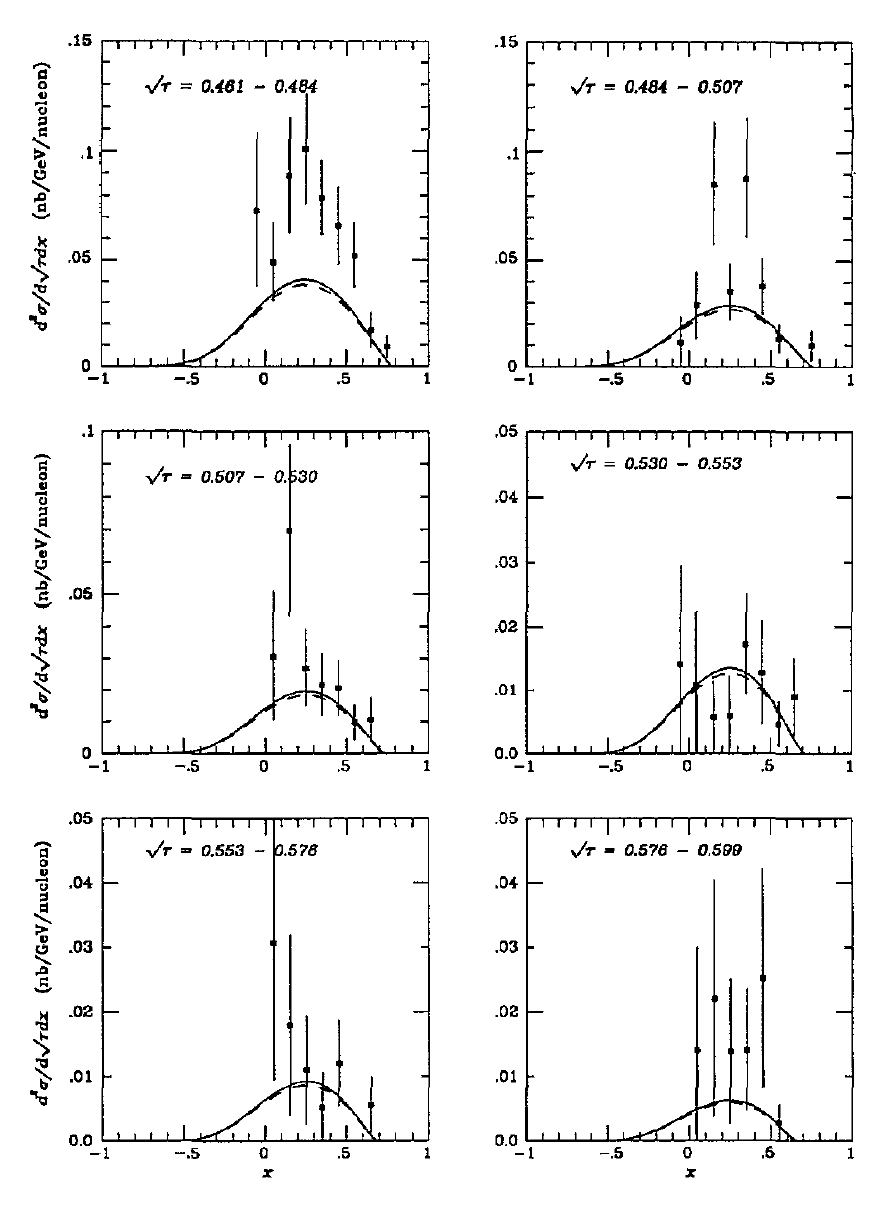 √τ = 0.461 − 0.484
√τ = 0.484 − 0.507
d²σ/d√τdx (nb/GeV/nucleon)
.15
.1
.05
0
−1 −.5 0 .5 1
.15
.1
.05
0
−1 −.5 0 .5 1
√τ = 0.507 − 0.530
√τ = 0.530 − 0.553
d²σ/d√τdx (nb/GeV/nucleon)
.1
.05
0
−1 −.5 0 .5 1
.05
.04
.03
.02
.01
0.0
−1 −.5 0 .5 1
√τ = 0.553 − 0.576
√τ = 0.576 − 0.599
d²σ/d√τdx (nb/GeV/nucleon)
.05
.04
.03
.02
.01
0.0
−1 −.5 0 .5 1
x
.05
.04
.03
.02
.01
0.0
−1 −.5 0 .5 1
x